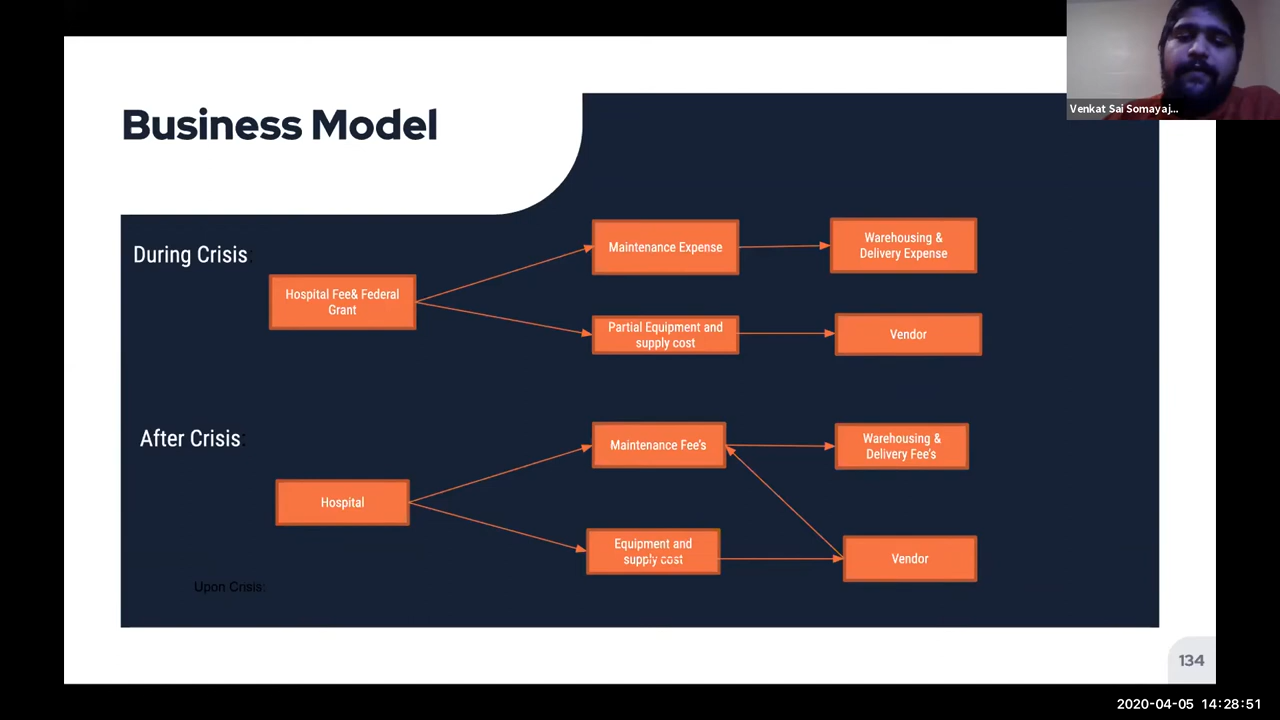 Venkat Sai Somayaj...
Business Model
During Crisis
Hospital Fee& Federal
Grant
Maintenance Expense
Warehousing &
Delivery Expense
Partial Equipment and
supply cost
Vendor
After Crisis:
Hospital
Maintenance Fee's
Warehousing &
Delivery Fee's
Equipment and
supply cost
Vendor
Upon Crisis:
134
2020-04-05 14:28:51